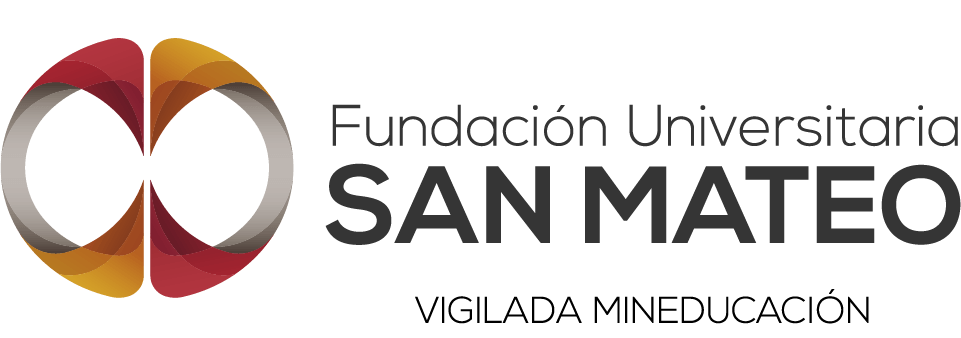 Fundación Universitaria
SAN MATEO
VIGILADA MINEDUCACIÓN